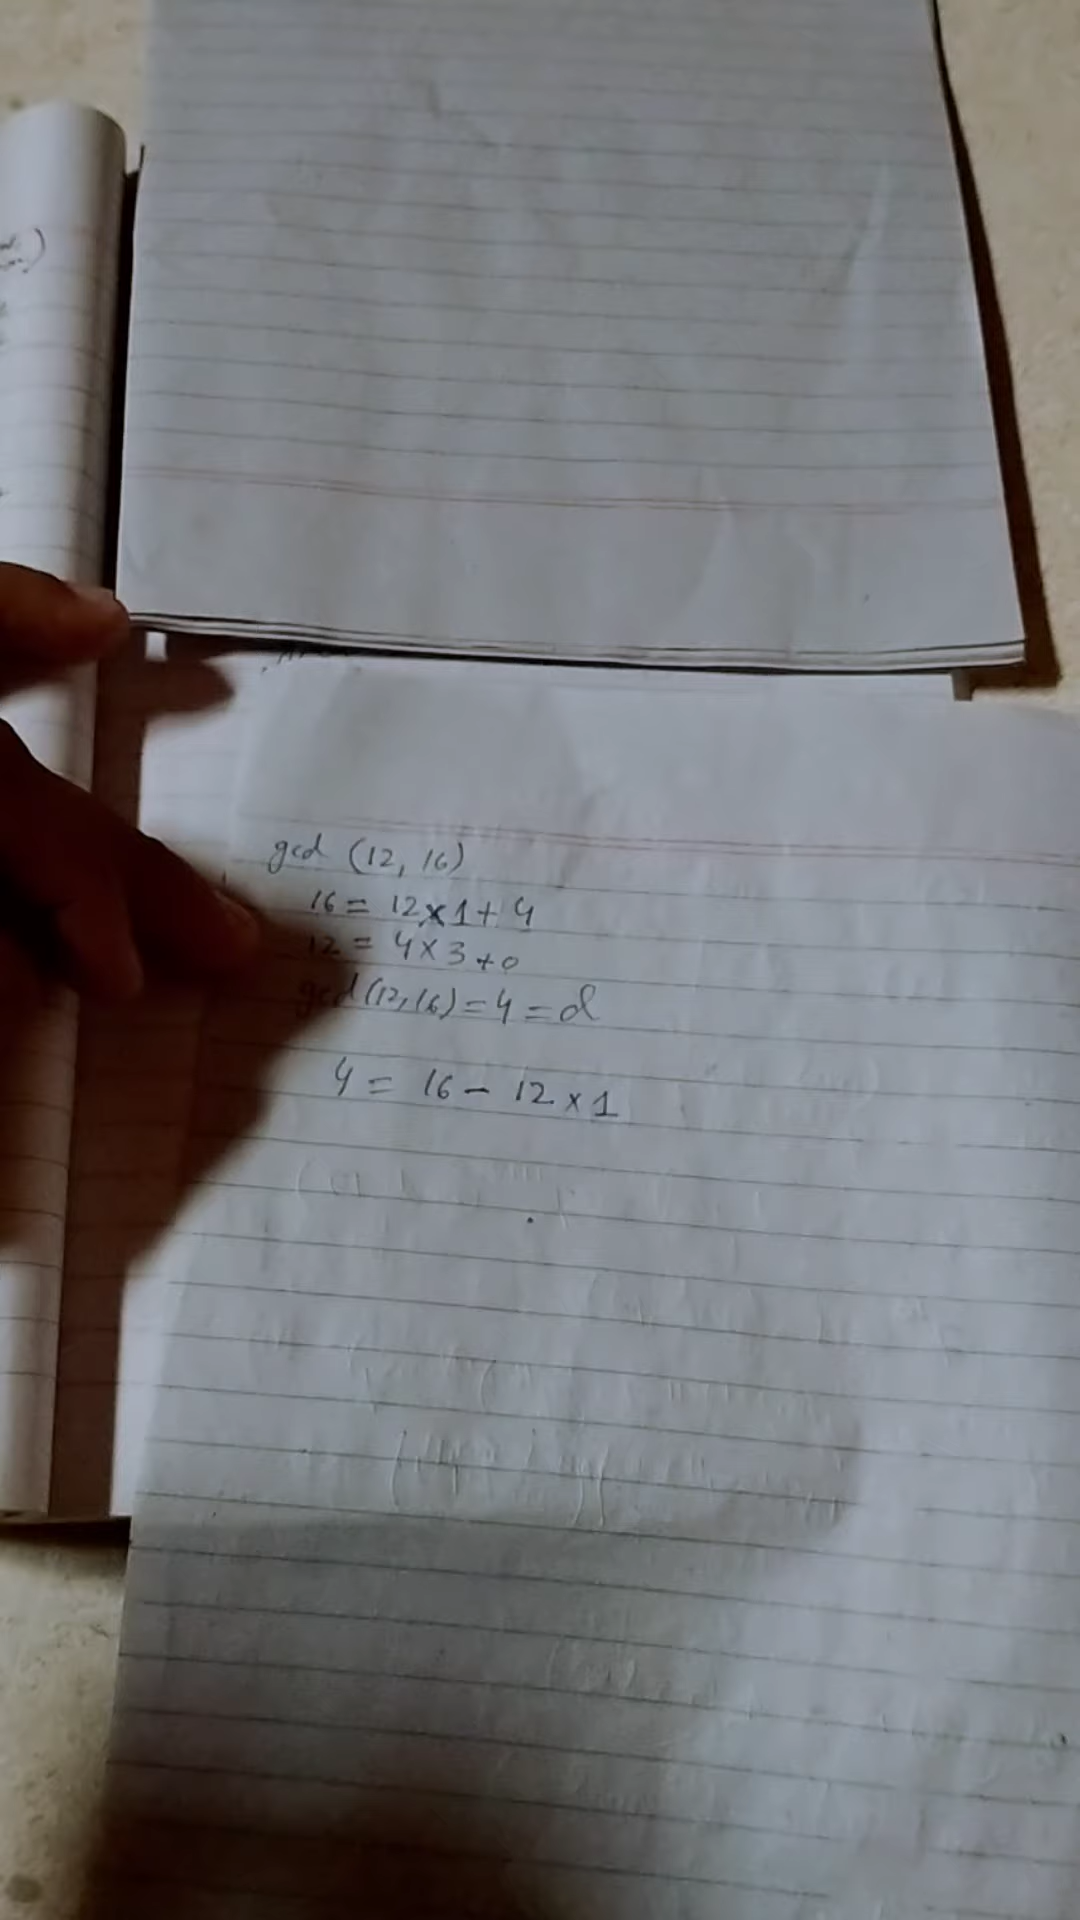 gcd (12, 16)
16 = 12 × 1 + 4
12 = 4 × 3 + 0
gcd (12, 16) = 4 = d
4 = 16 - 12 × 1